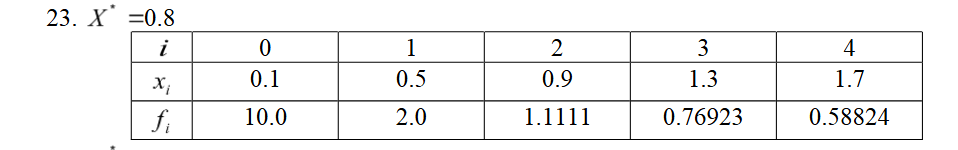 23. X* =0.8
i 0 1 2 3 4
xᵢ 0.1 0.5 0.9 1.3 1.7
fᵢ 10.0 2.0 1.1111 0.76923 0.58824
*